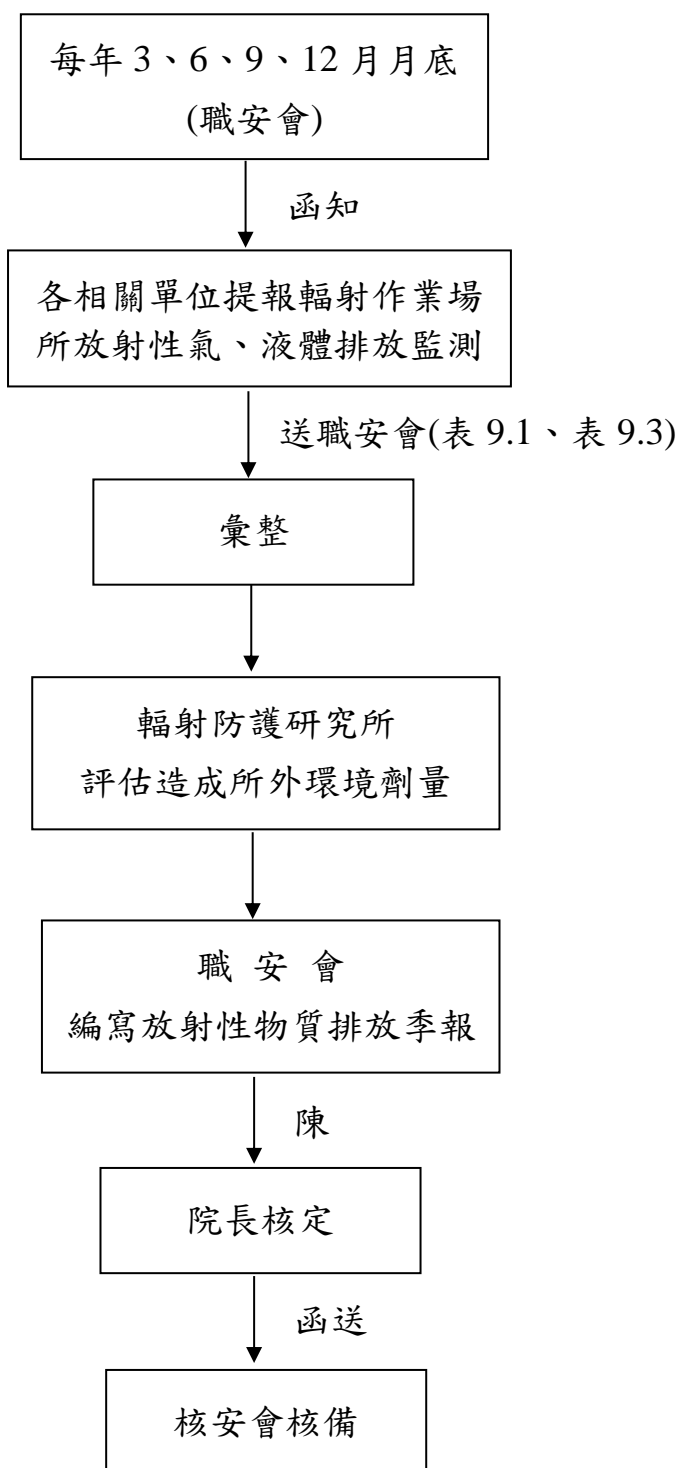 每年 3、6、9、12 月月底
(職安會)
函知
各相關單位提報輻射作業場
所放射性氣、液體排放監測
送職安會(表 9.1、表 9.3)
彙整
輻射防護研究所
評估造成所外環境劑量
職 安 會
編寫放射性物質排放季報
陳
院長核定
函送
核安會核備